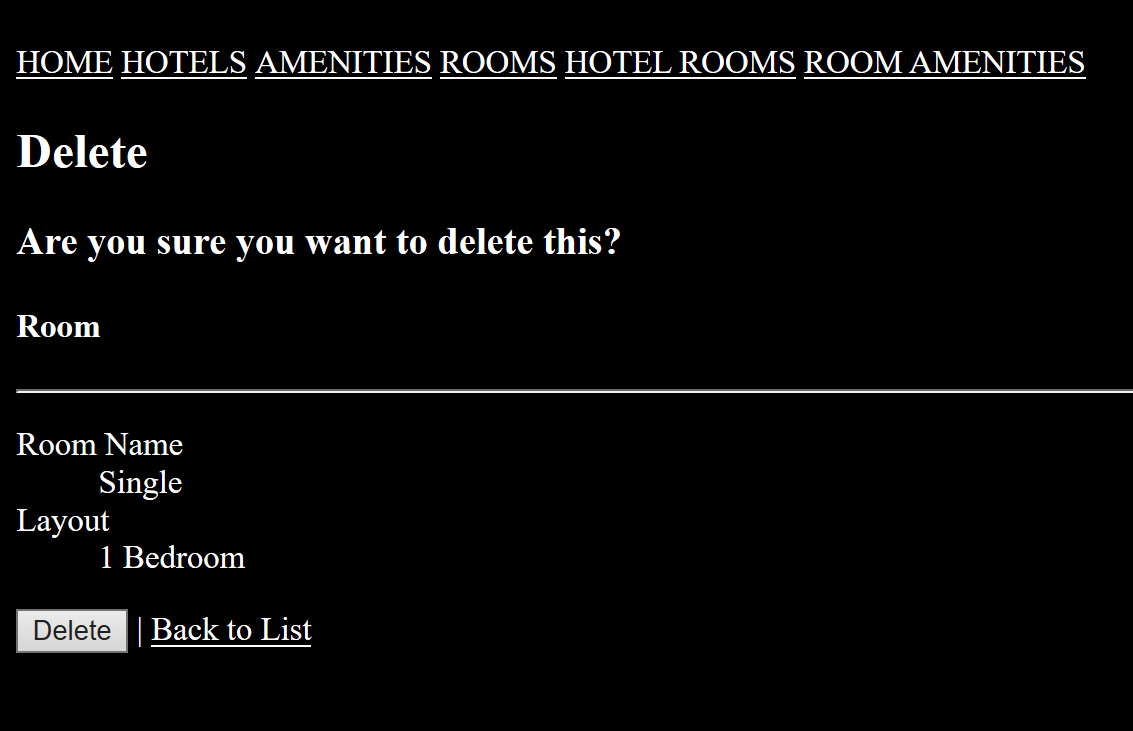 HOME HOTELS AMENITIES ROOMS HOTEL ROOMS ROOM AMENITIES
Delete
Are you sure you want to delete this?
Room
Room Name
Single
Layout
1 Bedroom
Delete | Back to List